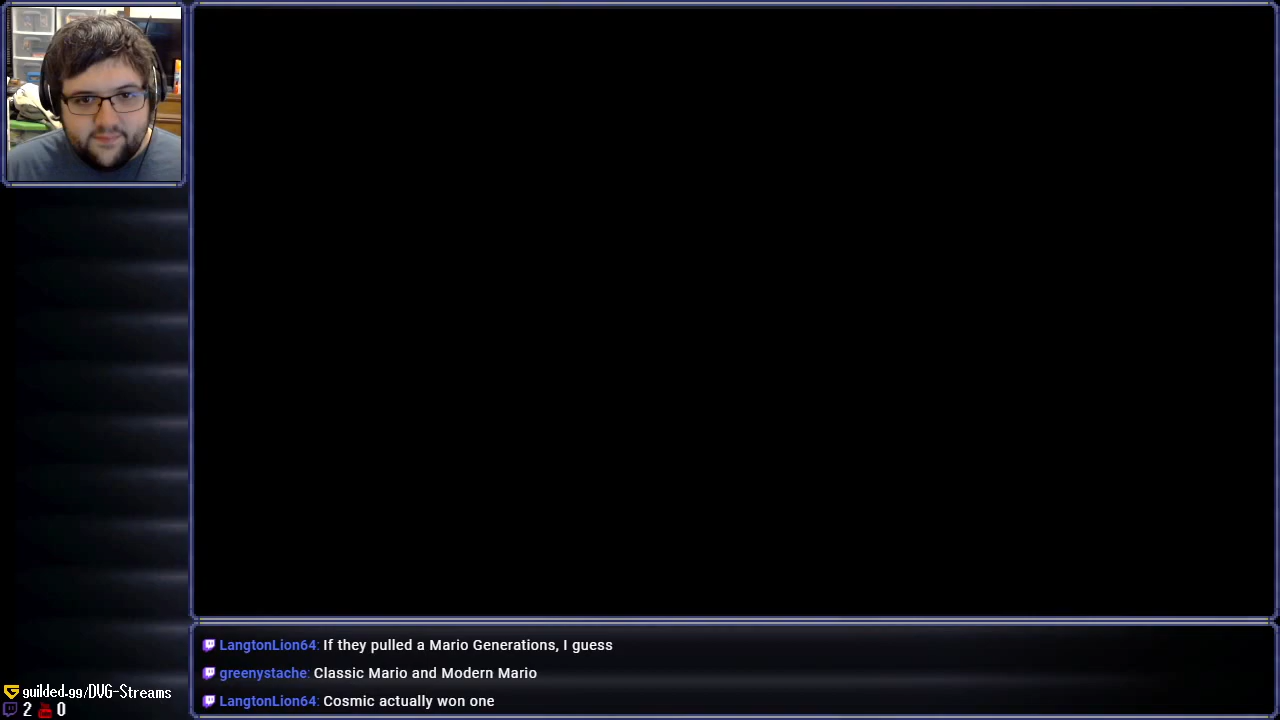 LangtonLion64: If they pulled a Mario Generations, I guess
greenystache: Classic Mario and Modern Mario
LangtonLion64: Cosmic actually won one
guilded.gg/DVG-Streams
2 0